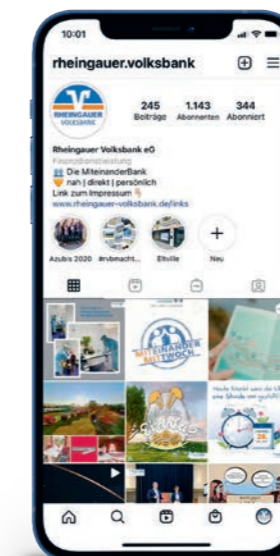 10:01
rheingauer.volksbank
RHEINGAUER
VOLKSBANK
245 1.143 344
Beiträge Abonnenten Abonniert
Rheingauer Volksbank eG
Finanzdienstleistung
Die MiteinanderBank
nah | direkt | persönlich
Link zum Impressum
www.rheingauer-volksbank.de/links
Azubis 2020 #rvbmacht... Eltville Neu
MITEINANDER
MITTWOCH